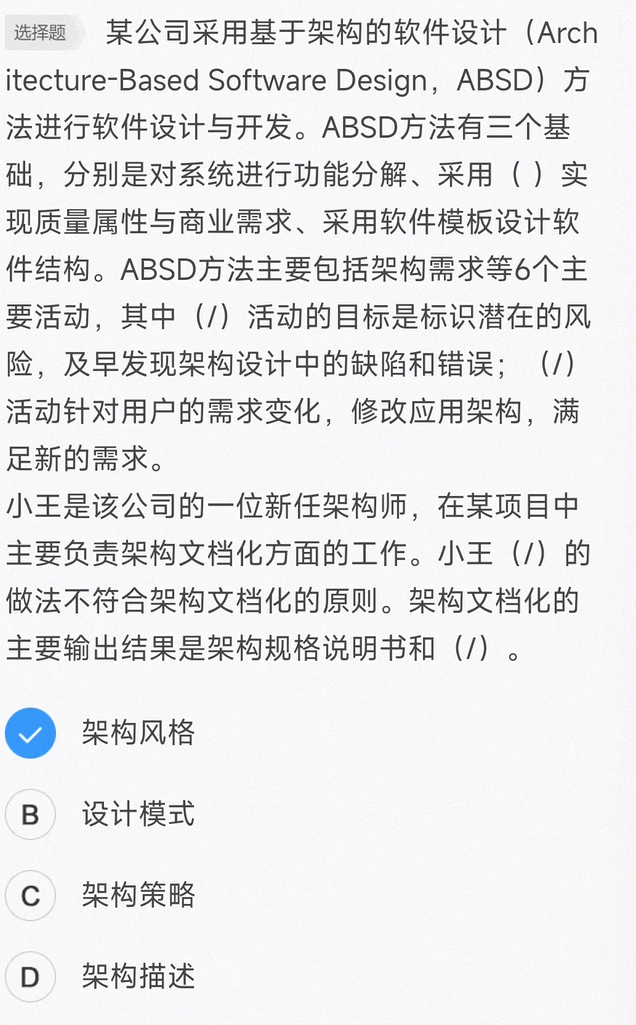 选择题 某公司采用基于架构的软件设计（Arch
itecture-Based Software Design，ABSD）方
法进行软件设计与开发。ABSD方法有三个基
础，分别是对系统进行功能分解、采用（ ）实
现质量属性与商业需求、采用软件模板设计软
件结构。ABSD方法主要包括架构需求等6个主
要活动，其中（/）活动的目标是标识潜在的风
险，及早发现架构设计中的缺陷和错误；（/）
活动针对用户的需求变化，修改应用架构，满
足新的需求。
小王是该公司的一位新任架构师，在某项目中
主要负责架构文档化方面的工作。小王（/）的
做法不符合架构文档化的原则。架构文档化的
主要输出结果是架构规格说明书和（/）。
架构风格
B 设计模式
C 架构策略
D 架构描述